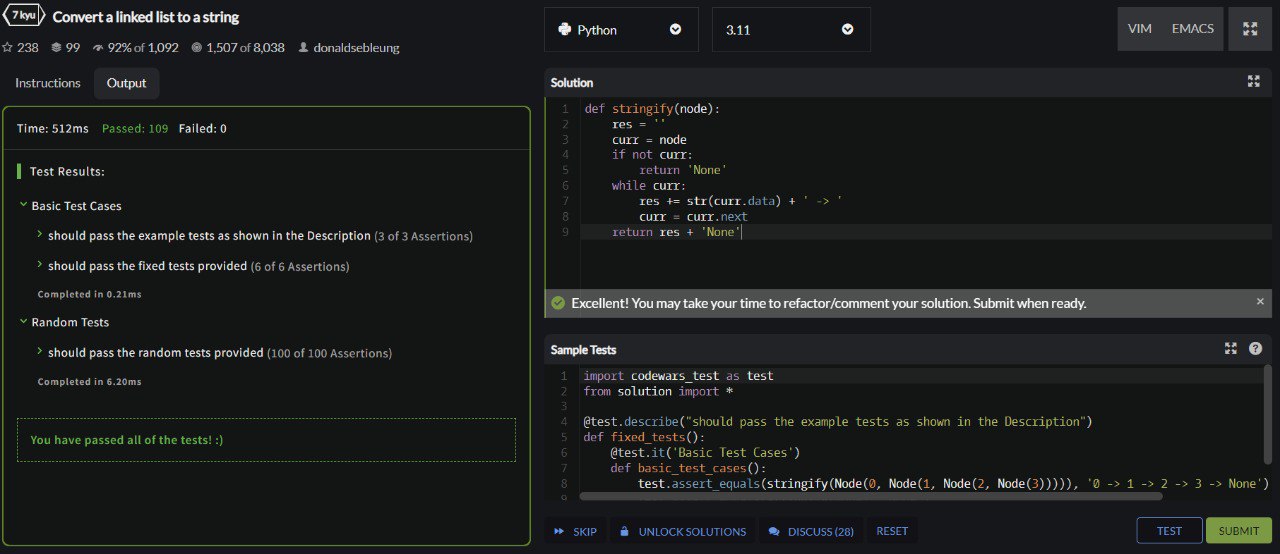 7 kyu Convert a linked list to a string
238 99 92% of 1,092 1,507 of 8,038 donaldsebleung
Instructions Output
Time: 512ms Passed: 109 Failed: 0
Test Results:
Basic Test Cases
should pass the example tests as shown in the Description (3 of 3 Assertions)
should pass the fixed tests provided (6 of 6 Assertions)
Completed in 0.21ms
Random Tests
should pass the random tests provided (100 of 100 Assertions)
Completed in 6.20ms
You have passed all of the tests! :)
Python 3.11 VIM EMACS
Solution
1 def stringify(node):
2     res = ''
3     curr = node
4     if not curr:
5         return 'None'
6     while curr:
7         res += str(curr.data) + ' -> '
8         curr = curr.next
9     return res + 'None'
Excellent! You may take your time to refactor/comment your solution. Submit when ready. ×
Sample Tests ?
1 import codewars_test as test
2 from solution import *
3
4 @test.describe("should pass the example tests as shown in the Description")
5 def fixed_tests():
6     @test.it('Basic Test Cases')
7     def basic_test_cases():
8         test.assert_equals(stringify(Node(0, Node(1, Node(2, Node(3))))), '0 -> 1 -> 2 -> 3 -> None')
9
SKIP UNLOCK SOLUTIONS DISCUSS (28) RESET TEST SUBMIT